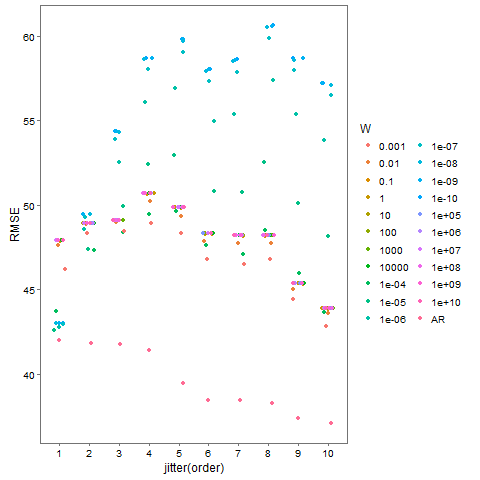 60
55
50
45
40
RMSE
1 2 3 4 5 6 7 8 9 10
jitter(order)
W
0.001
0.01
0.1
1
10
100
1000
10000
1e-04
1e-05
1e-06
1e-07
1e-08
1e-09
1e-10
1e+05
1e+06
1e+07
1e+08
1e+09
1e+10
AR